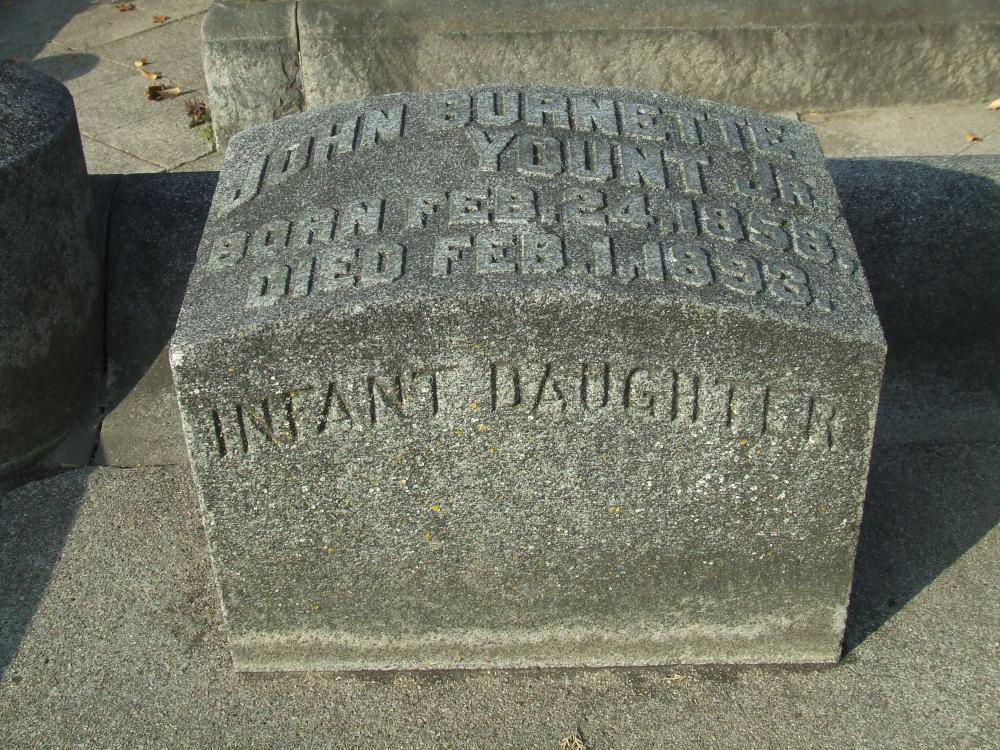 JOHN BURNETTE
YOUNT JR.
BORN FEB. 24, 1858,
DIED FEB. 1, 1893.
INFANT DAUGHTER